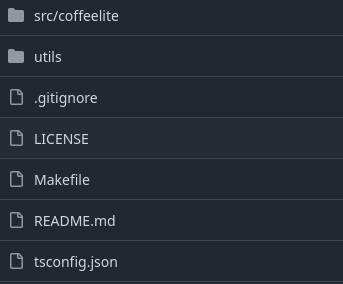 src/coffeelite
utils
.gitignore
LICENSE
Makefile
README.md
tsconfig.json